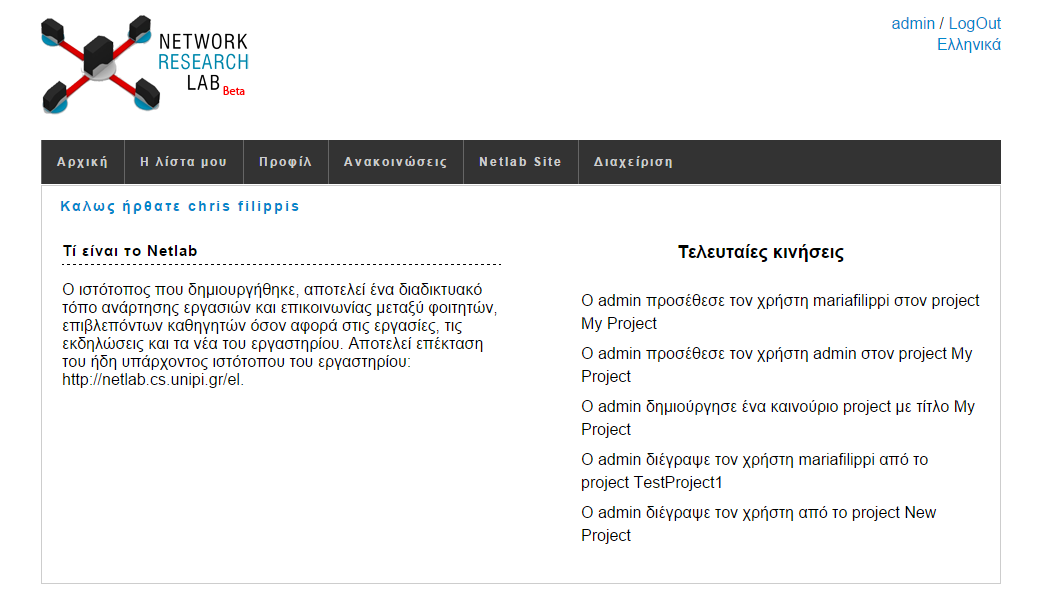 NETWORK
RESEARCH
LAB Beta
admin / LogOut
Ελληνικά
Αρχική
Η λίστα μου
Προφίλ
Ανακοινώσεις
Netlab Site
Διαχείριση
Καλως ήρθατε chris filippis
Τί είναι το Netlab
Ο ιστότοπος που δημιουργήθηκε, αποτελεί ένα διαδικτυακό
τόπο ανάρτησης εργασιών και επικοινωνίας μεταξύ φοιτητών,
επιβλεπόντων καθηγητών όσον αφορά στις εργασίες, τις
εκδηλώσεις και τα νέα του εργαστηρίου. Αποτελεί επέκταση
του ήδη υπάρχοντος ιστότοπου του εργαστηρίου:
http://netlab.cs.unipi.gr/el.
Τελευταίες κινήσεις
Ο admin προσέθεσε τον χρήστη mariafilippi στον project
My Project
Ο admin προσέθεσε τον χρήστη admin στον project My
Project
Ο admin δημιούργησε ένα καινούριο project με τίτλο My
Project
Ο admin διέγραψε τον χρήστη mariafilippi από το
project TestProject1
Ο admin διέγραψε τον χρήστη από το project New
Project